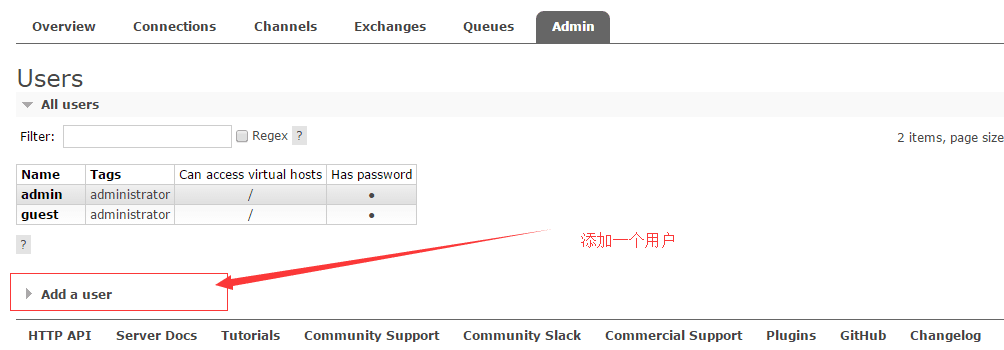 Overview Connections Channels Exchanges Queues Admin
Users
All users
Filter: Regex ? 2 items, page size
Name Tags Can access virtual hosts Has password
admin administrator / ●
guest administrator / ●
?
添加一个用户
Add a user
HTTP API Server Docs Tutorials Community Support Community Slack Commercial Support Plugins GitHub Changelog